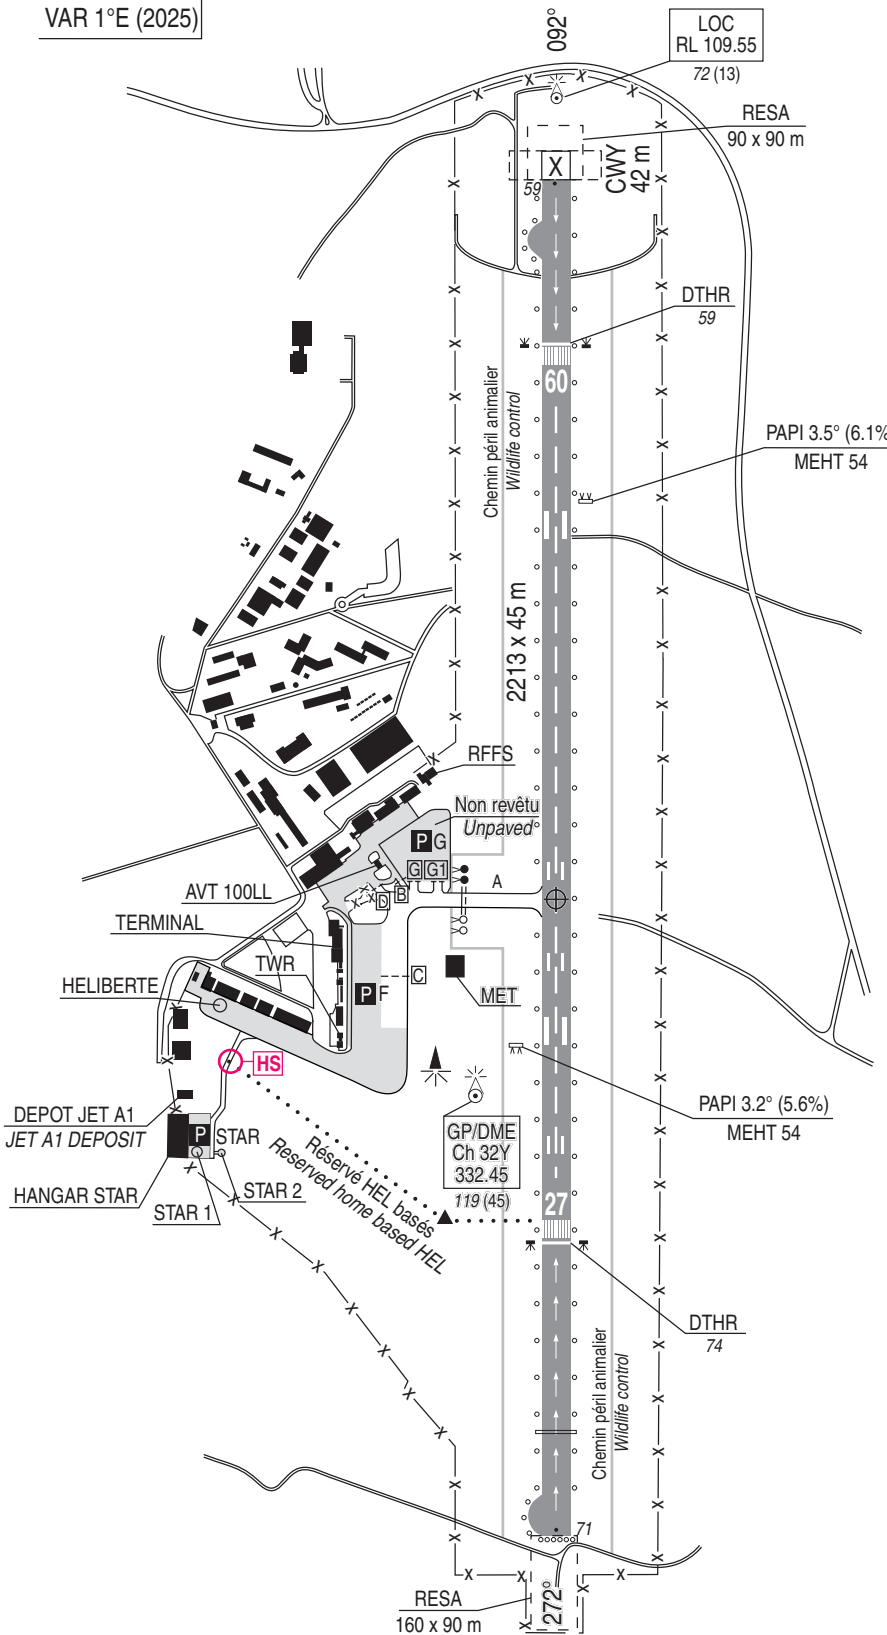 VAR 1°E (2025)
092°
LOC
RL 109.55
72 (13)
RESA
90 x 90 m
X
CWY
42 m
59
DTHR
59
60
Chemin péril animalier
Wildlife control
PAPI 3.5° (6.1%
MEHT 54
2213 x 45 m
RFFS
Non revêtu
Unpaved
P G
G G1
A
AVT 100LL
B
D
TERMINAL
TWR
C
HELIBERTE
P F
MET
HS
PAPI 3.2° (5.6%)
MEHT 54
DEPOT JET A1
JET A1 DEPOSIT
P STAR
GP/DME
Ch 32Y
332.45
119 (45)
HANGAR STAR
STAR 1
STAR 2
Réservé HEL basés
Reserved home based HEL
27
DTHR
74
Chemin péril animalier
Wildlife control
71
RESA
160 x 90 m
272°